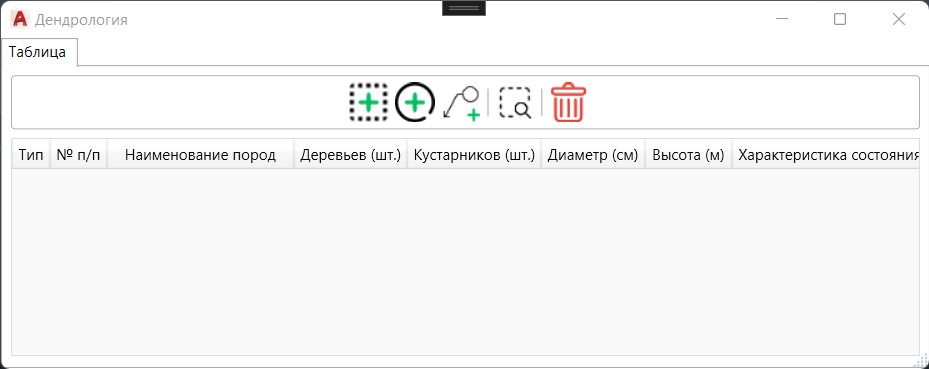 Дендрология
Таблица
Тип № п/п Наименование пород Деревьев (шт.) Кустарников (шт.) Диаметр (см) Высота (м) Характеристика состояния